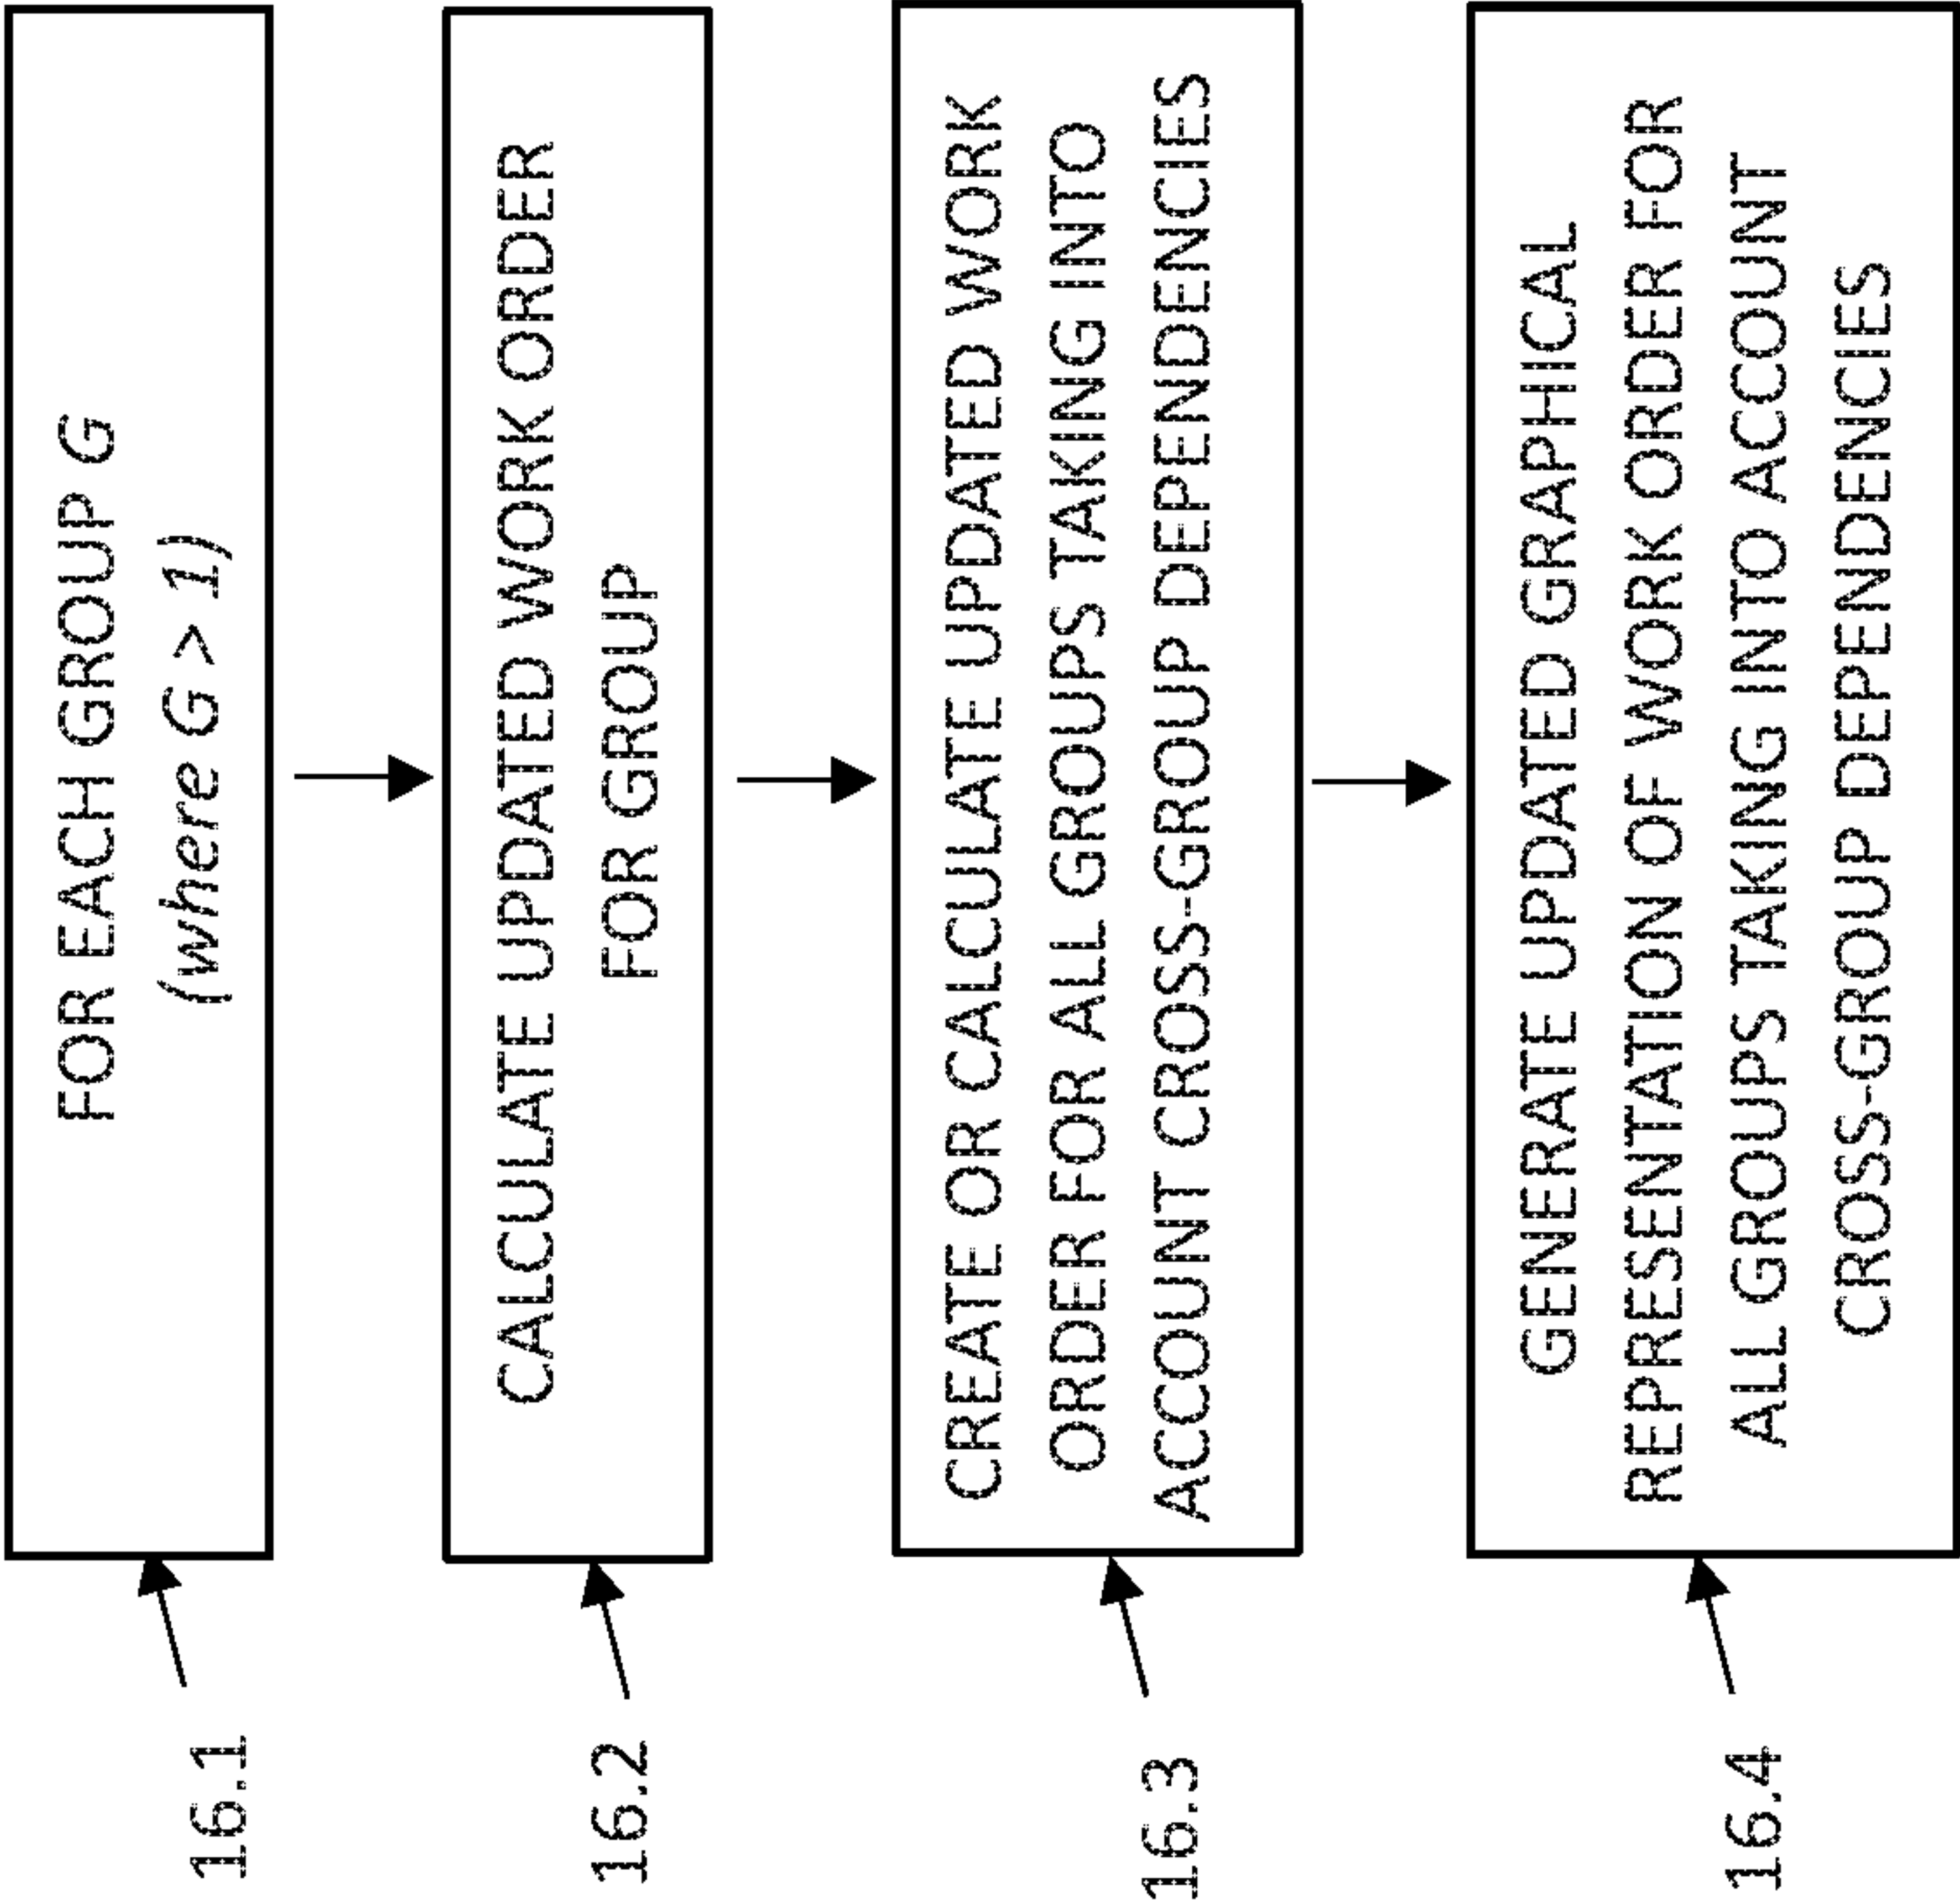 16.1
FOR EACH GROUP G
(where G > 1)
16.2
CALCULATE UPDATED WORK ORDER
FOR GROUP
16.3
CREATE OR CALCULATE UPDATED WORK
ORDER FOR ALL GROUPS TAKING INTO
ACCOUNT CROSS-GROUP DEPENDENCIES
16.4
GENERATE UPDATED GRAPHICAL
REPRESENTATION OF WORK ORDER FOR
ALL GROUPS TAKING INTO ACCOUNT
CROSS-GROUP DEPENDENCIES